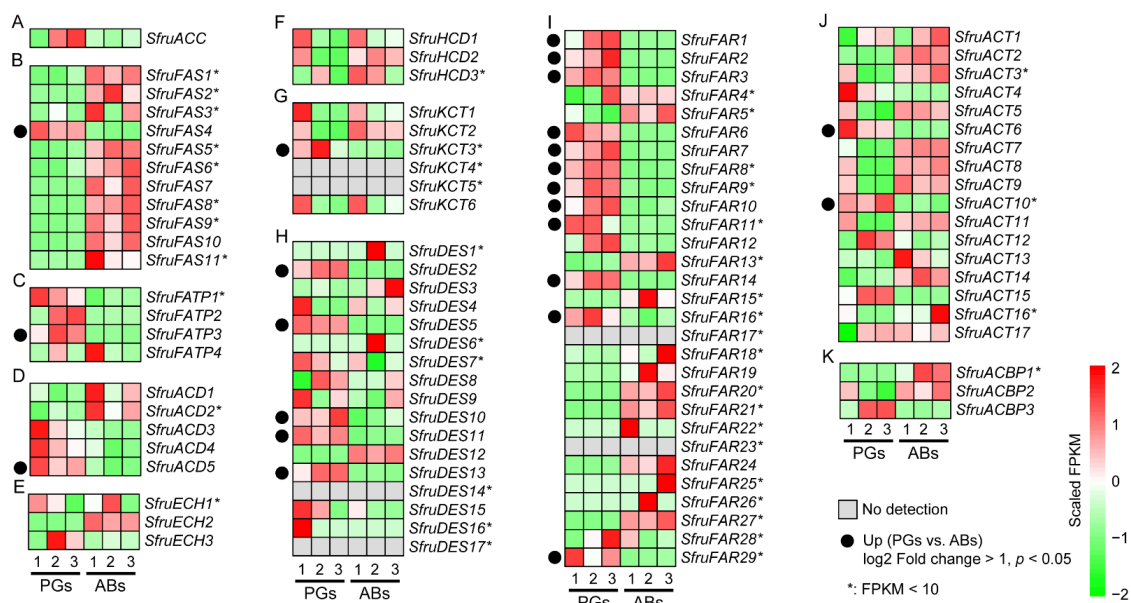 A
SfruACC
B
SfruFAS1*
SfruFAS2*
SfruFAS3*
SfruFAS4
SfruFAS5*
SfruFAS6*
SfruFAS7
SfruFAS8*
SfruFAS9*
SfruFAS10
SfruFAS11*
C
SfruFATP1*
SfruFATP2
SfruFATP3
SfruFATP4
D
SfruACD1
SfruACD2*
SfruACD3
SfruACD4
SfruACD5
E
SfruECH1*
SfruECH2
SfruECH3
1 2 3 1 2 3
PGs ABs
F
SfruHCD1
SfruHCD2
SfruHCD3*
G
SfruKCT1
SfruKCT2
SfruKCT3*
SfruKCT4*
SfruKCT5*
SfruKCT6
H
SfruDES1*
SfruDES2
SfruDES3
SfruDES4
SfruDES5
SfruDES6*
SfruDES7*
SfruDES8
SfruDES9
SfruDES10
SfruDES11
SfruDES12
SfruDES13
SfruDES14*
SfruDES15
SfruDES16*
SfruDES17*
1 2 3 1 2 3
PGs ABs
I
SfruFAR1
SfruFAR2
SfruFAR3
SfruFAR4*
SfruFAR5*
SfruFAR6
SfruFAR7
SfruFAR8*
SfruFAR9*
SfruFAR10
SfruFAR11*
SfruFAR12
SfruFAR13*
SfruFAR14
SfruFAR15*
SfruFAR16*
SfruFAR17*
SfruFAR18*
SfruFAR19
SfruFAR20*
SfruFAR21*
SfruFAR22*
SfruFAR23*
SfruFAR24
SfruFAR25*
SfruFAR26*
SfruFAR27*
SfruFAR28*
SfruFAR29*
1 2 3 1 2 3
PGs ABs
J
SfruACT1
SfruACT2
SfruACT3*
SfruACT4
SfruACT5
SfruACT6
SfruACT7
SfruACT8
SfruACT9
SfruACT10*
SfruACT11
SfruACT12
SfruACT13
SfruACT14
SfruACT15
SfruACT16*
SfruACT17
K
SfruACBP1*
SfruACBP2
SfruACBP3
1 2 3 1 2 3
PGs ABs
No detection
Up (PGs vs. ABs)
log2 Fold change > 1, p < 0.05
*: FPKM < 10
Scaled FPKM
2
1
0
−1
−2